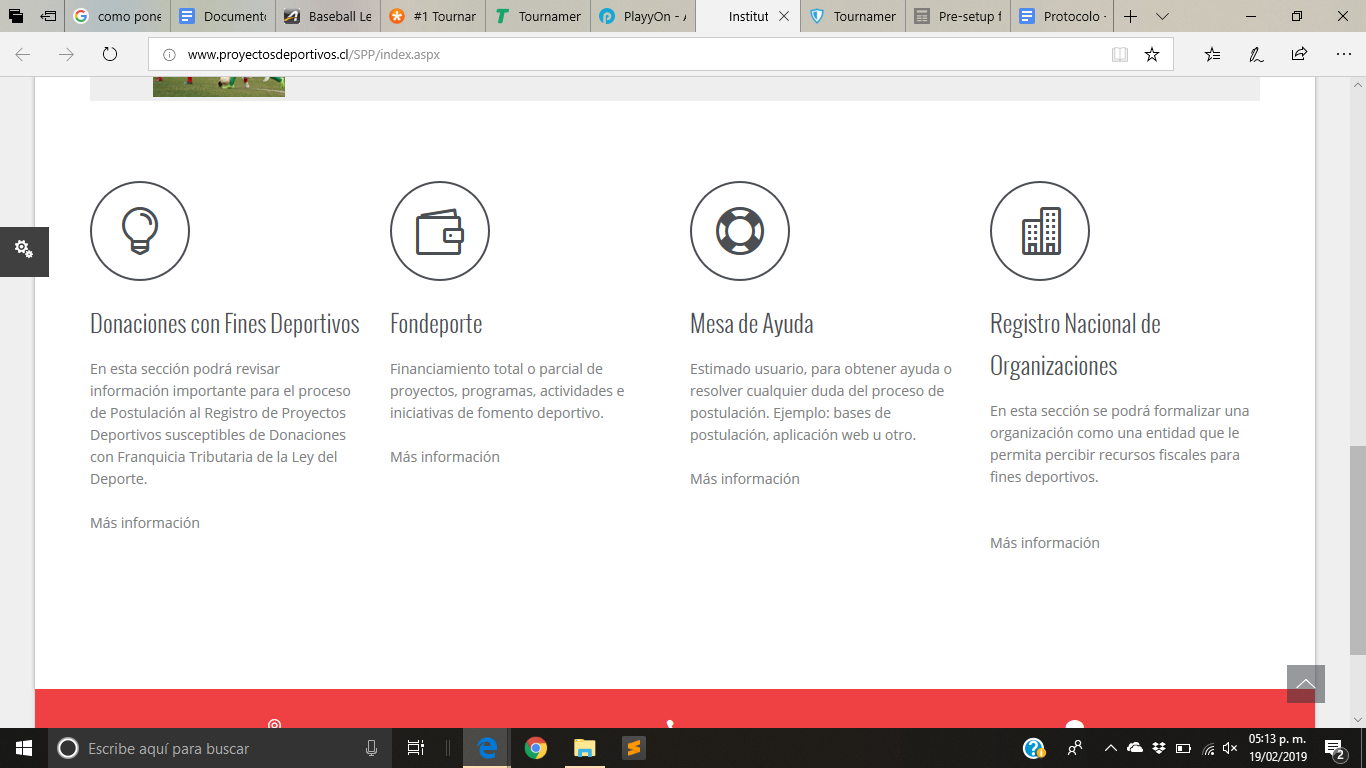 como pone
Documento
Baseball Le
#1 Tournar
Tournamer
PlayyOn - A
Institut
Tournamer
Pre-setup f
Protocolo -
www.proyectosdeportivos.cl/SPP/index.aspx
Donaciones con Fines Deportivos
En esta sección podrá revisar
información importante para el proceso
de Postulación al Registro de Proyectos
Deportivos susceptibles de Donaciones
con Franquicia Tributaria de la Ley del
Deporte.
Más información
Fondeporte
Financiamiento total o parcial de
proyectos, programas, actividades e
iniciativas de fomento deportivo.
Más información
Mesa de Ayuda
Estimado usuario, para obtener ayuda o
resolver cualquier duda del proceso de
postulación. Ejemplo: bases de
postulación, aplicación web u otro.
Más información
Registro Nacional de
Organizaciones
En esta sección se podrá formalizar una
organización como una entidad que le
permita percibir recursos fiscales para
fines deportivos.
Más información
Escribe aquí para buscar
05:13 p. m.
19/02/2019
2